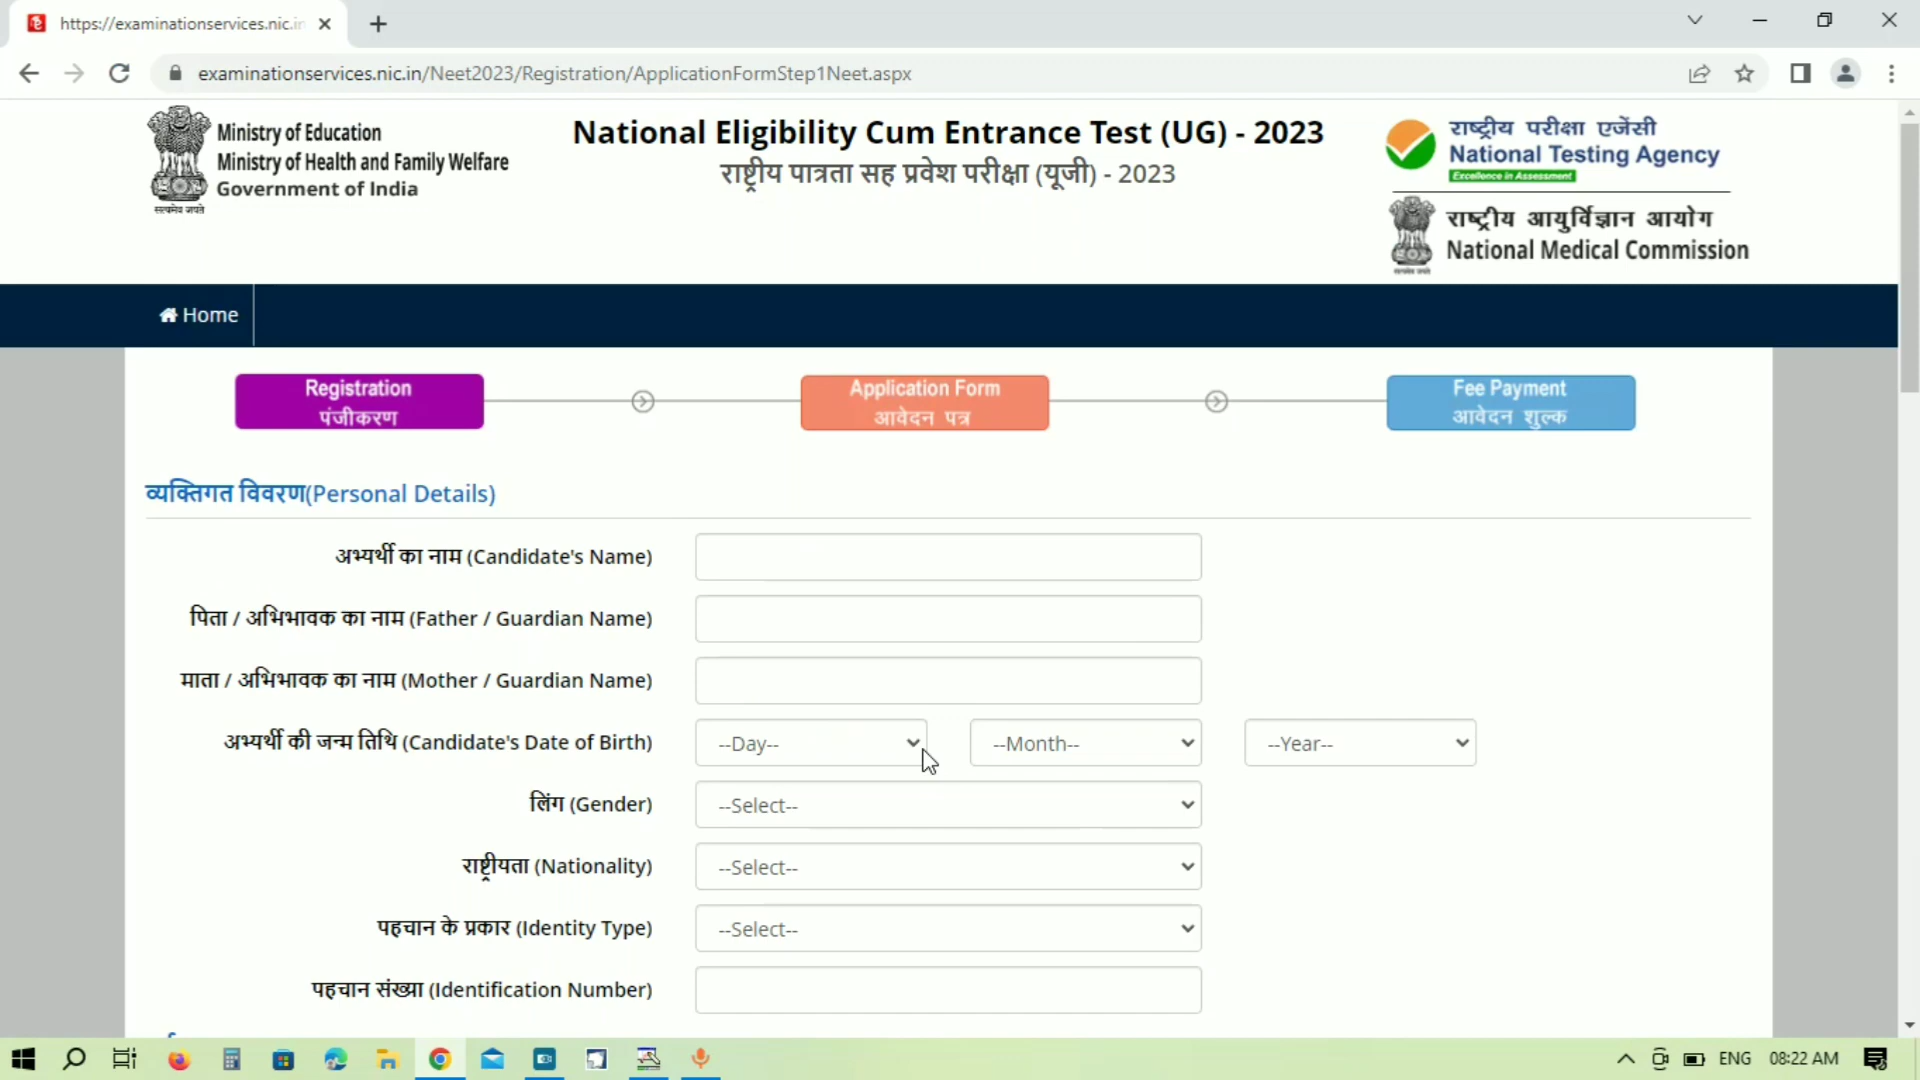 https://examinationservices.nic.in
examinationservices.nic.in/Neet2023/Registration/ApplicationFormStep1Neet.aspx
सत्यमेव जयते
Ministry of Education
Ministry of Health and Family Welfare
Government of India
National Eligibility Cum Entrance Test (UG) - 2023
राष्ट्रीय पात्रता सह प्रवेश परीक्षा (यूजी) - 2023
राष्ट्रीय परीक्षा एजेंसी
National Testing Agency
Excellence in Assessment
राष्ट्रीय आयुर्विज्ञान आयोग
National Medical Commission
Home
Registration
पंजीकरण
Application Form
आवेदन पत्र
Fee Payment
आवेदन शुल्क
व्यक्तिगत विवरण(Personal Details)
अभ्यर्थी का नाम (Candidate's Name)
पिता / अभिभावक का नाम (Father / Guardian Name)
माता / अभिभावक का नाम (Mother / Guardian Name)
अभ्यर्थी की जन्म तिथि (Candidate's Date of Birth) --Day-- --Month-- --Year--
लिंग (Gender) --Select--
राष्ट्रीयता (Nationality) --Select--
पहचान के प्रकार (Identity Type) --Select--
पहचान संख्या (Identification Number)
ENG 08:22 AM